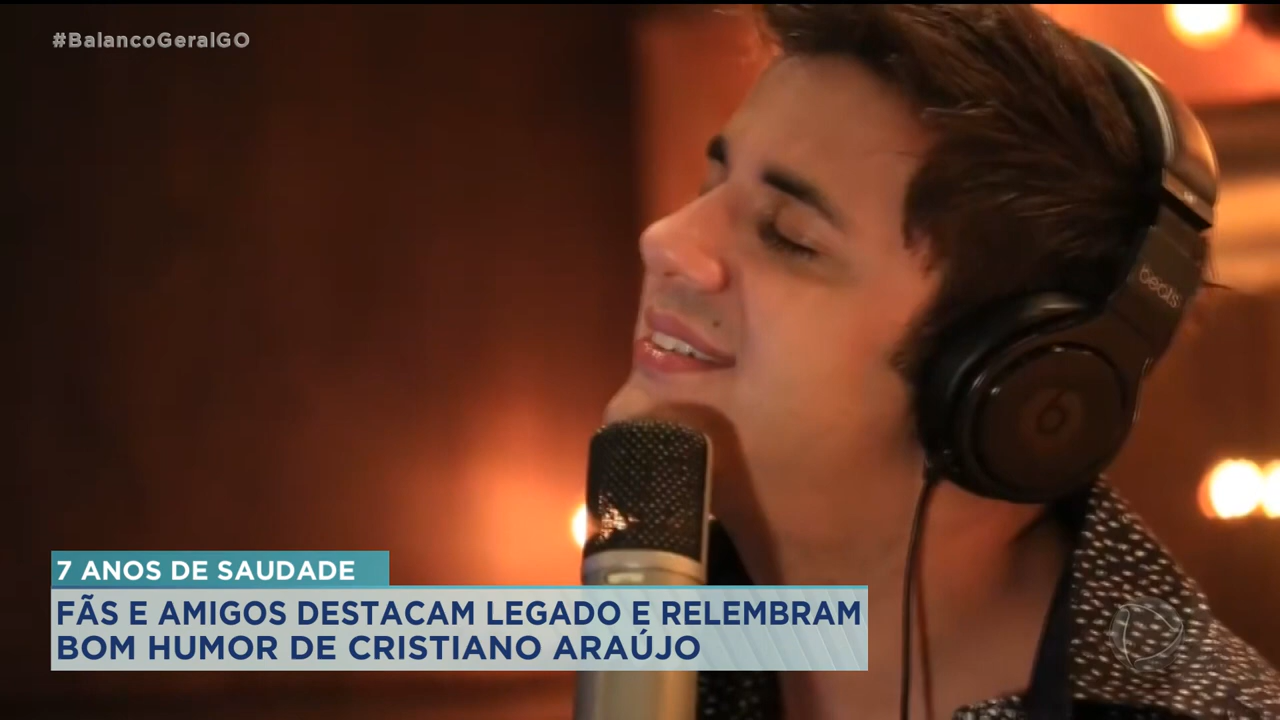 #BalancoGeralGO
beats
7 ANOS DE SAUDADE
FÃS E AMIGOS DESTACAM LEGADO E RELEMBRAM
BOM HUMOR DE CRISTIANO ARAÚJO